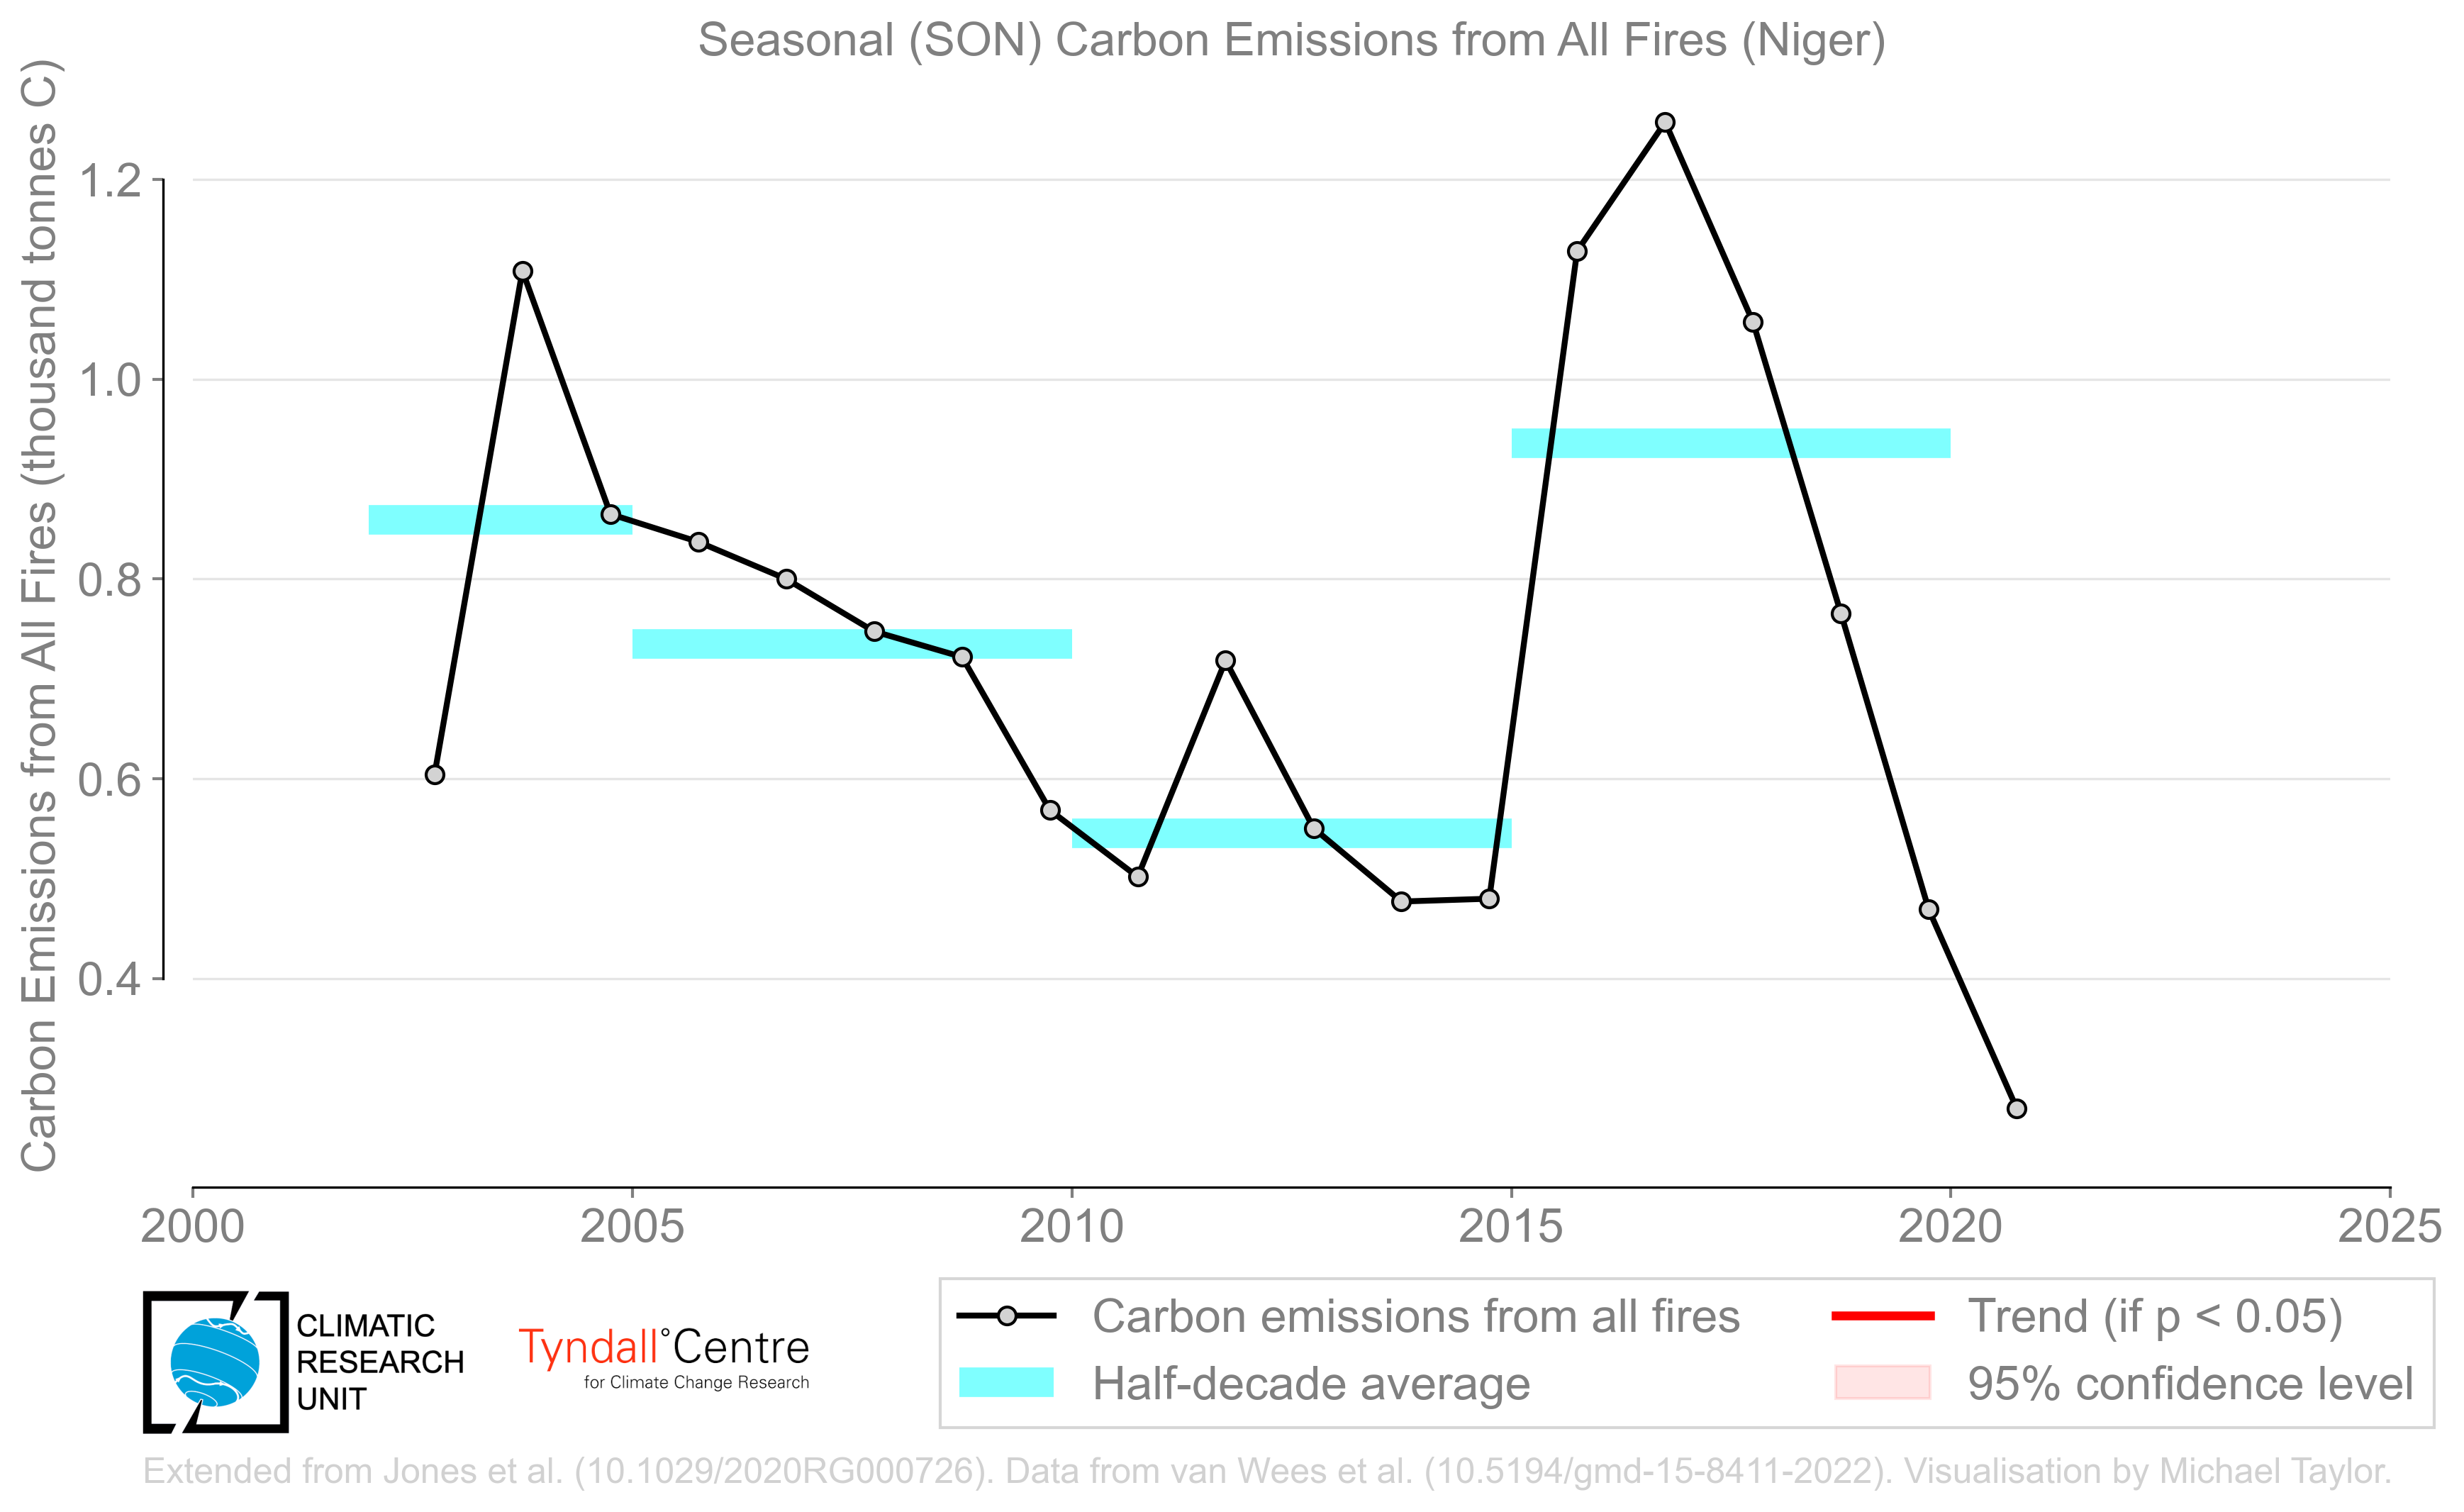 Seasonal (SON) Carbon Emissions from All Fires (Niger)
Carbon Emissions from All Fires (thousand tonnes C)
1.2
1.0
0.8
0.6
0.4
2000 2005 2010 2015 2020 2025
CLIMATIC
RESEARCH
UNIT
Tyndall°Centre
for Climate Change Research
Carbon emissions from all fires
Half-decade average
Trend (if p < 0.05)
95% confidence level
Extended from Jones et al. (10.1029/2020RG000726). Data from van Wees et al. (10.5194/gmd-15-8411-2022). Visualisation by Michael Taylor.